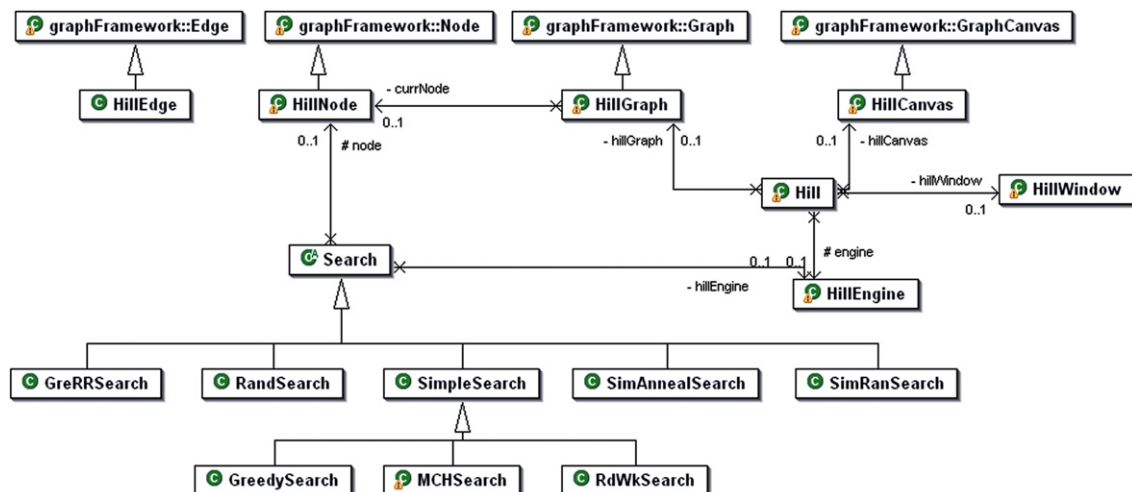 graphFramework::Edge
graphFramework::Node
graphFramework::Graph
graphFramework::GraphCanvas
HillEdge
HillNode
- currNode
0..1
HillGraph
HillCanvas
0..1
# node
- hillGraph
0..1
0..1
- hillCanvas
Hill
- hillWindow
0..1
HillWindow
Search
# engine
0..1
0..1
- hillEngine
HillEngine
GreRRSearch
RandSearch
SimpleSearch
SimAnnealSearch
SimRanSearch
GreedySearch
MCHSearch
RdWkSearch